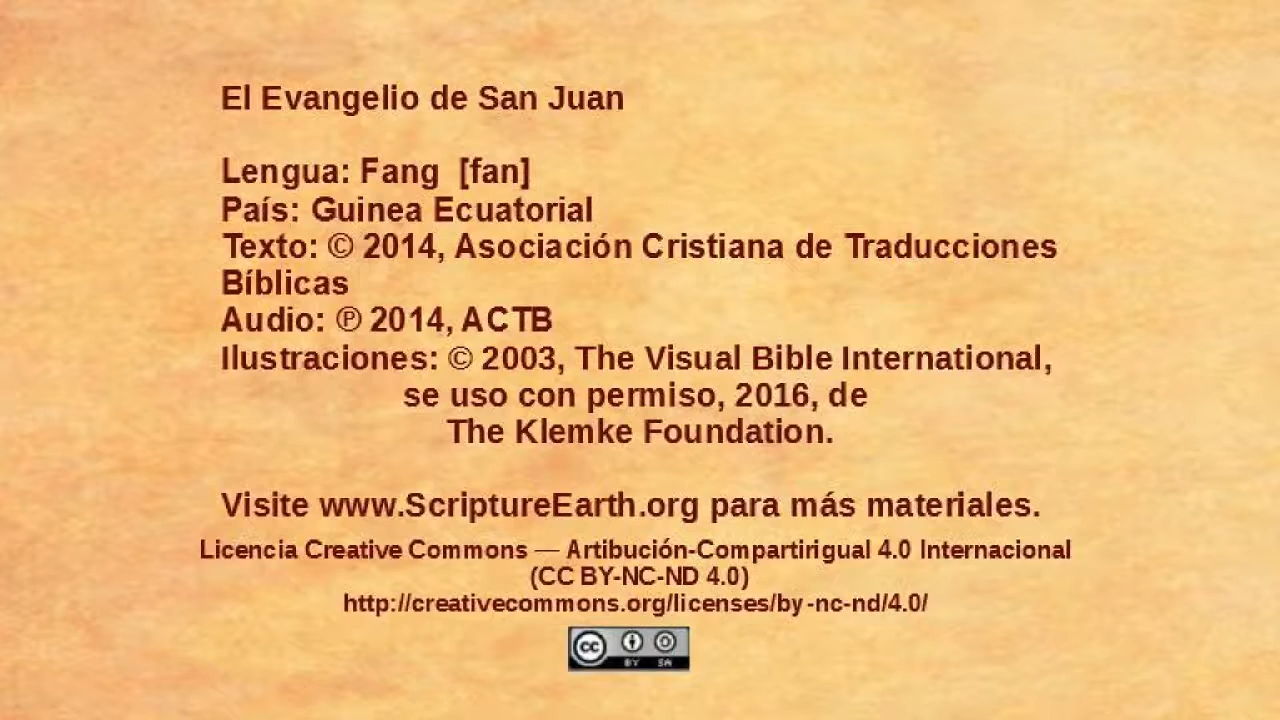 El Evangelio de San Juan
Lengua: Fang [fan]
País: Guinea Ecuatorial
Texto: © 2014, Asociación Cristiana de Traducciones
Bíblicas
Audio: ℗ 2014, ACTB
Ilustraciones: © 2003, The Visual Bible International,
se uso con permiso, 2016, de
The Klemke Foundation.
Visite www.ScriptureEarth.org para más materiales.
Licencia Creative Commons — Artibución-Compartirigual 4.0 Internacional
(CC BY-NC-ND 4.0)
http://creativecommons.org/licenses/by-nc-nd/4.0/
cc BY SA